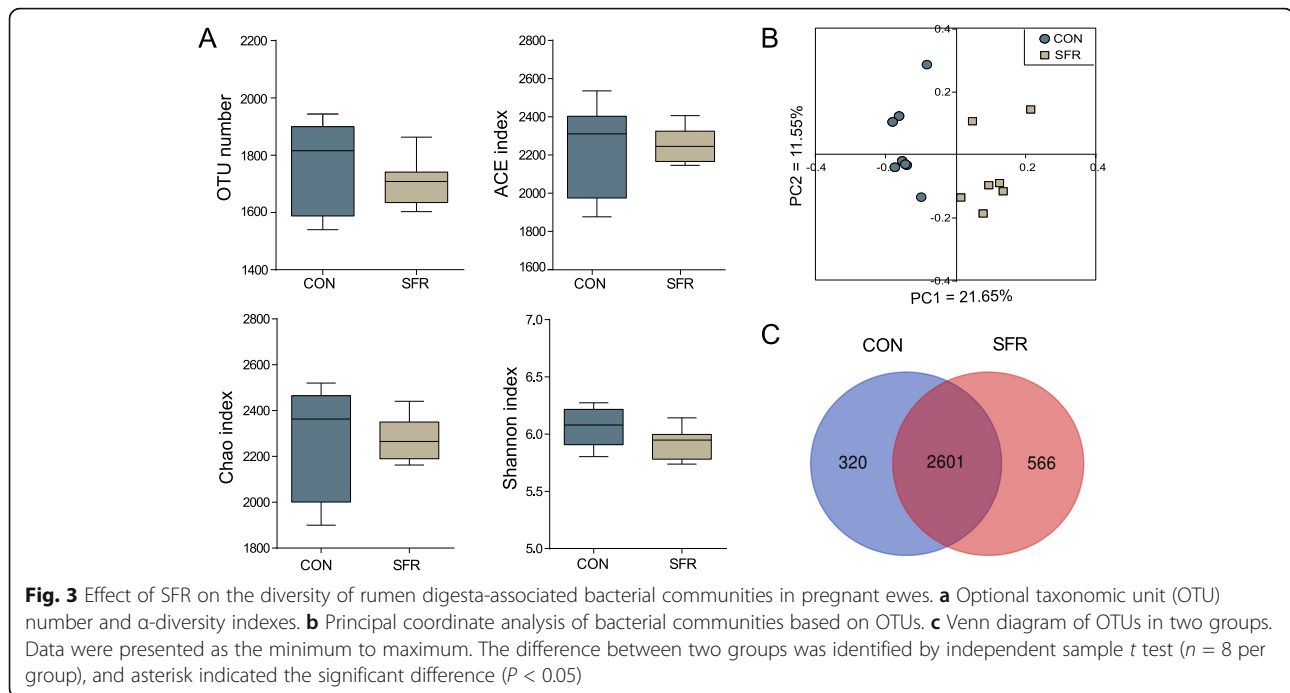 A
OTU number
2200
2000
1800
1600
1400
CON SFR
ACE index
2800
2600
2400
2200
2000
1800
1600
CON SFR
Chao index
2800
2600
2400
2200
2000
1800
CON SFR
Shannon index
7.0
6.5
6.0
5.5
5.0
CON SFR
B
CON
SFR
0.4
0.2
-0.4 -0.2 0.2 0.4
-0.2
-0.4
PC2 = 11.55%
PC1 = 21.65%
C
CON SFR
320 2601 566
Fig. 3 Effect of SFR on the diversity of rumen digesta-associated bacterial communities in pregnant ewes. a Optional taxonomic unit (OTU)
number and α-diversity indexes. b Principal coordinate analysis of bacterial communities based on OTUs. c Venn diagram of OTUs in two groups.
Data were presented as the minimum to maximum. The difference between two groups was identified by independent sample t test (n = 8 per
group), and asterisk indicated the significant difference (P < 0.05)